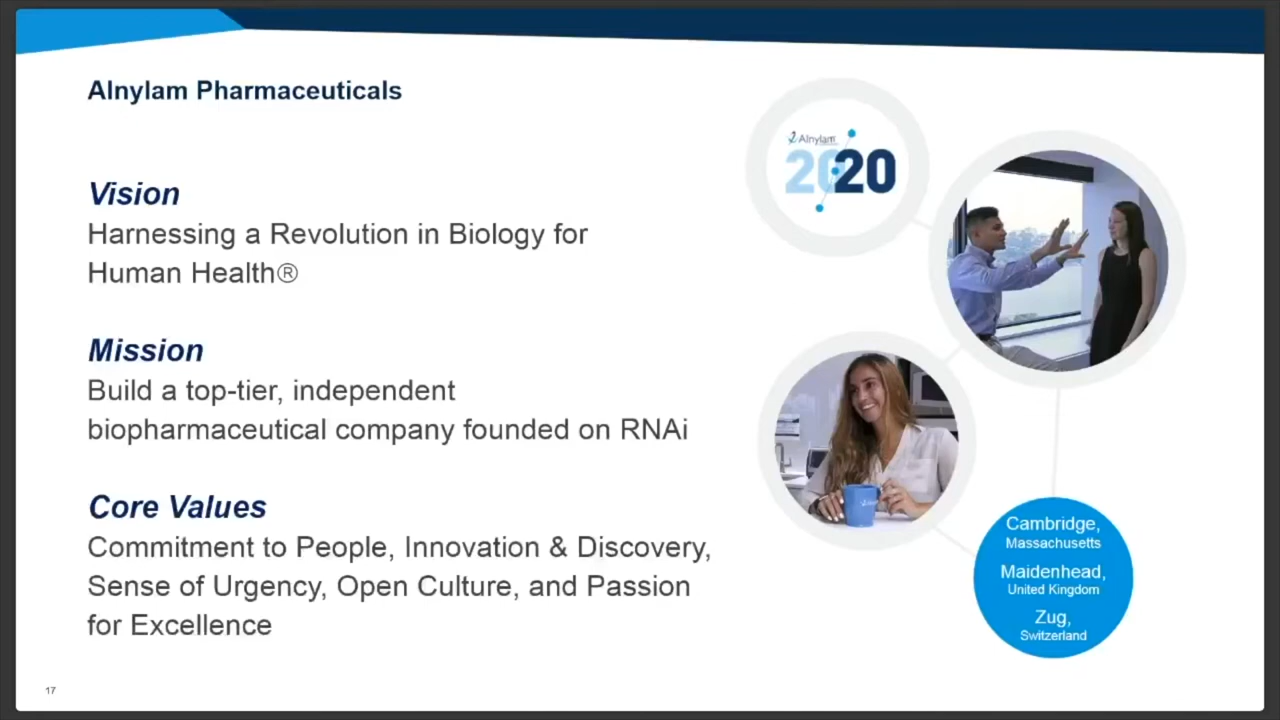 Alnylam Pharmaceuticals
Vision
Harnessing a Revolution in Biology for
Human Health®
Mission
Build a top-tier, independent
biopharmaceutical company founded on RNAi
Core Values
Commitment to People, Innovation & Discovery,
Sense of Urgency, Open Culture, and Passion
for Excellence
Alnylam
2020
Cambridge,
Massachusetts
Maidenhead,
United Kingdom
Zug,
Switzerland
17